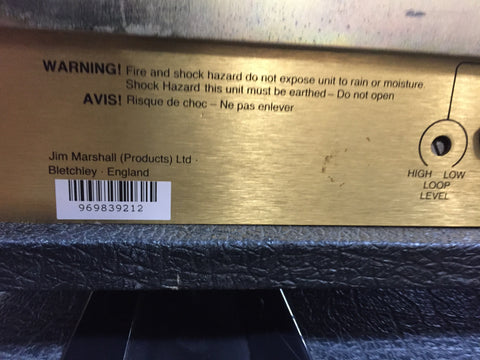 WARNING! Fire and shock hazard do not expose unit to rain or moisture.
Shock Hazard this unit must be earthed – Do not open
AVIS! Risque de choc – Ne pas enlever
Jim Marshall (Products) Ltd ·
Bletchley · England
969839212
HIGH LOW
LOOP
LEVEL